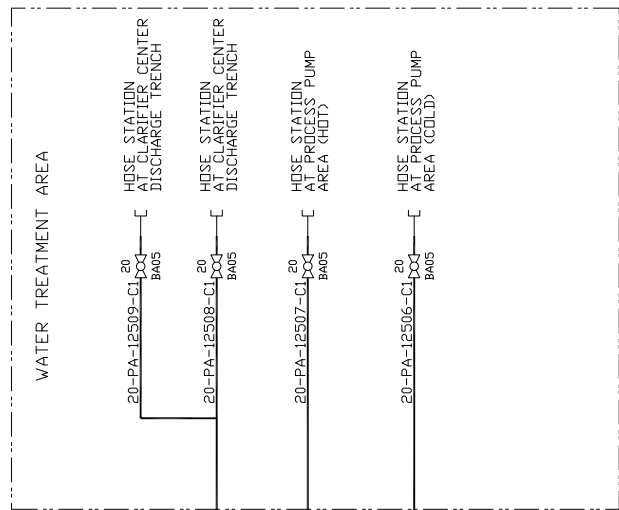 WATER TREATMENT AREA
HOSE STATION
AT CLARIFIER CENTER
DISCHARGE TRENCH
20
BA05
20-PA-12509-C1
HOSE STATION
AT CLARIFIER CENTER
DISCHARGE TRENCH
20
BA05
20-PA-12508-C1
HOSE STATION
AT PROCESS PUMP
AREA (HOT)
20
BA05
20-PA-12507-C1
HOSE STATION
AT PROCESS PUMP
AREA (COLD)
20
BA05
20-PA-12506-C1